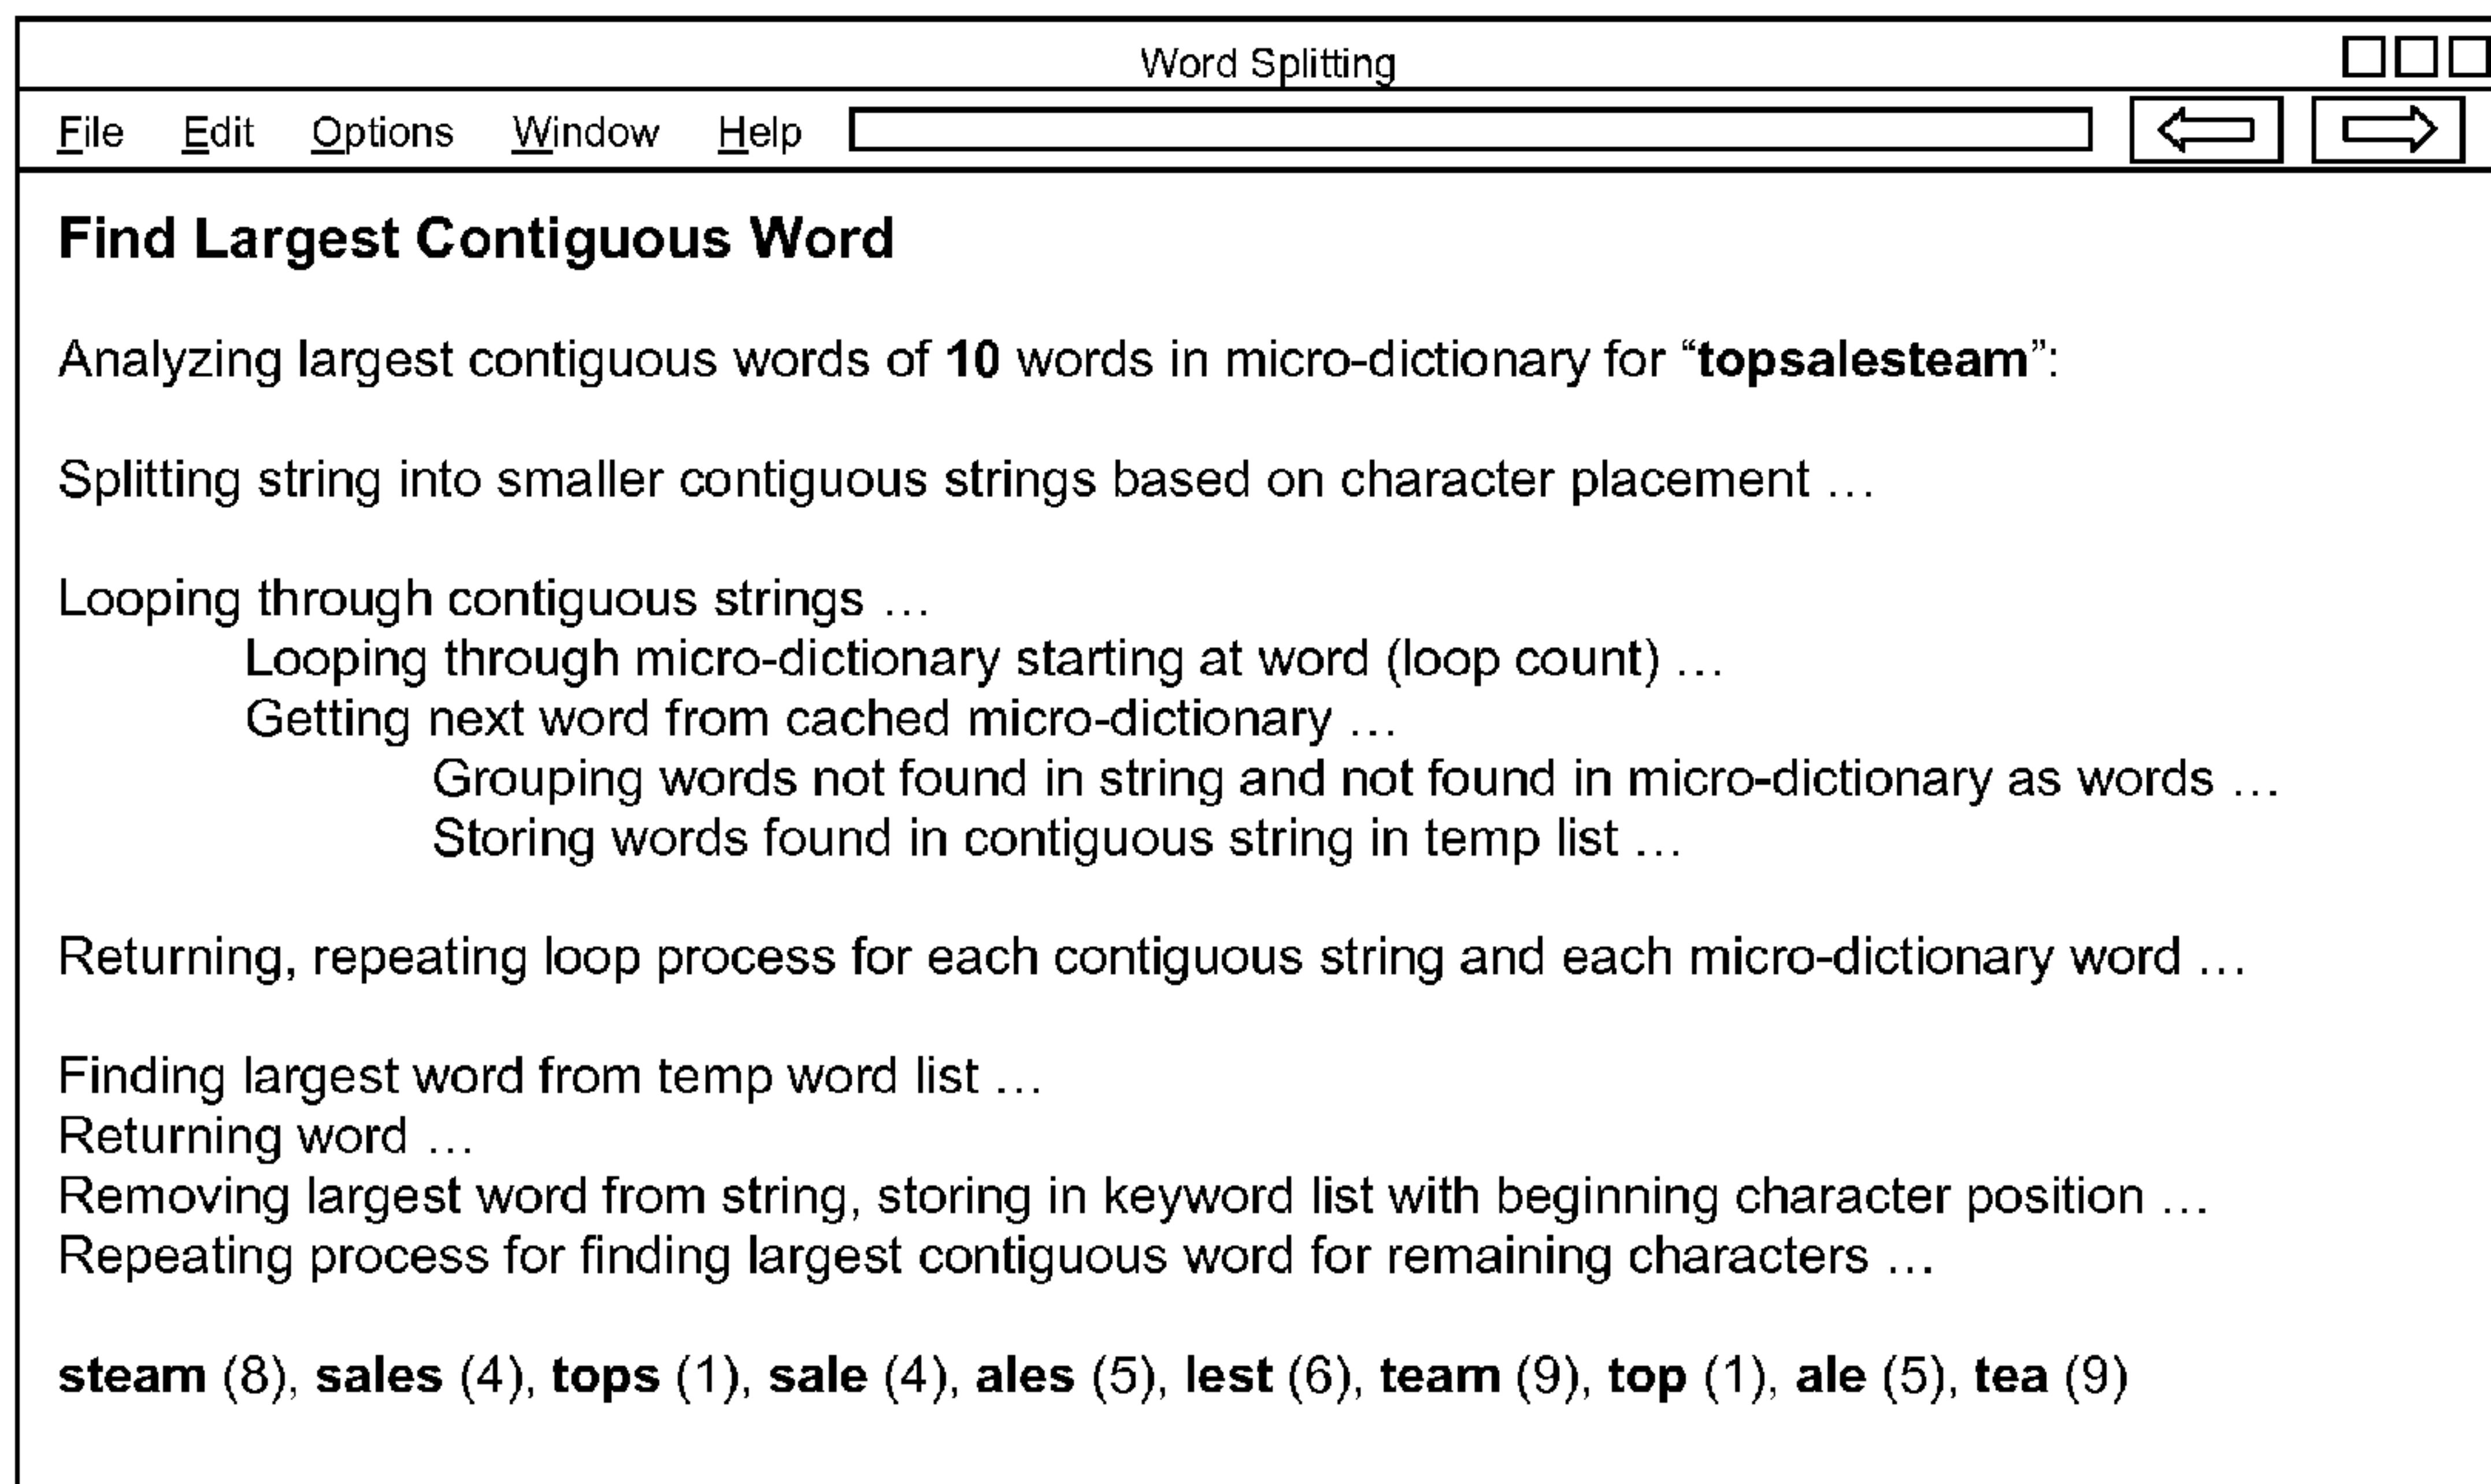 Word Splitting
File Edit Options Window Help
Find Largest Contiguous Word
Analyzing largest contiguous words of 10 words in micro-dictionary for “topsalesteam”:
Splitting string into smaller contiguous strings based on character placement …
Looping through contiguous strings …
Looping through micro-dictionary starting at word (loop count) …
Getting next word from cached micro-dictionary …
Grouping words not found in string and not found in micro-dictionary as words …
Storing words found in contiguous string in temp list …
Returning, repeating loop process for each contiguous string and each micro-dictionary word …
Finding largest word from temp word list …
Returning word …
Removing largest word from string, storing in keyword list with beginning character position …
Repeating process for finding largest contiguous word for remaining characters …
steam (8), sales (4), tops (1), sale (4), ales (5), lest (6), team (9), top (1), ale (5), tea (9)